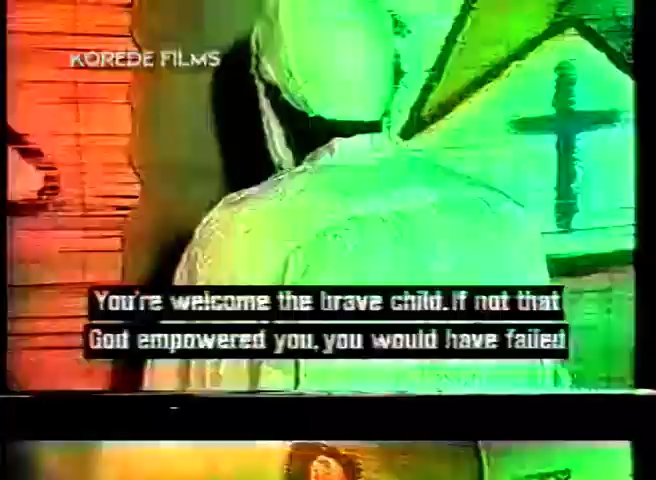 KOREDE FILMS
You're welcome the brave child.If not that
God empowered you,you would have failed